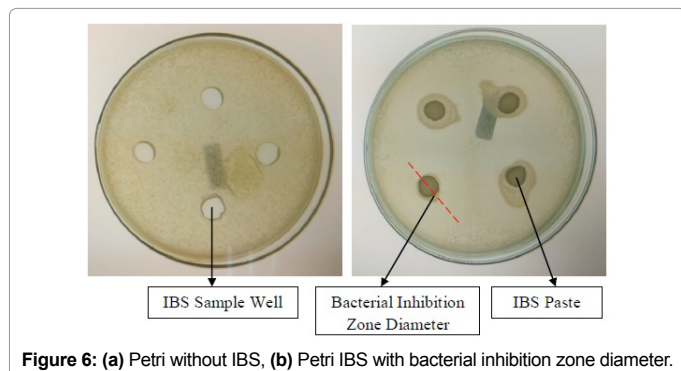 IBS Sample Well
Bacterial Inhibition
Zone Diameter
IBS Paste
Figure 6: (a) Petri without IBS, (b) Petri IBS with bacterial inhibition zone diameter.